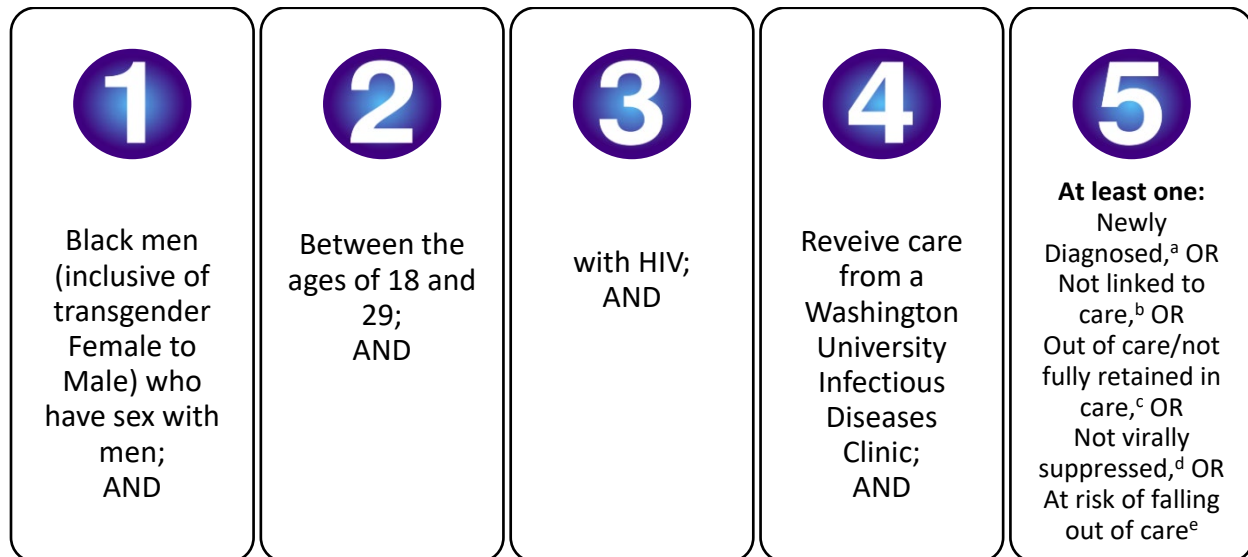 1
Black men
(inclusive of
transgender
Female to
Male) who
have sex with
men;
AND
2
Between the
ages of 18 and
29;
AND
3
with HIV;
AND
4
Reveive care
from a
Washington
University
Infectious
Diseases
Clinic;
AND
5
At least one:
Newly
Diagnosed,ᵃ OR
Not linked to
care,ᵇ OR
Out of care/not
fully retained in
care,ᶜ OR
Not virally
suppressed,ᵈ OR
At risk of falling
out of careᵉ